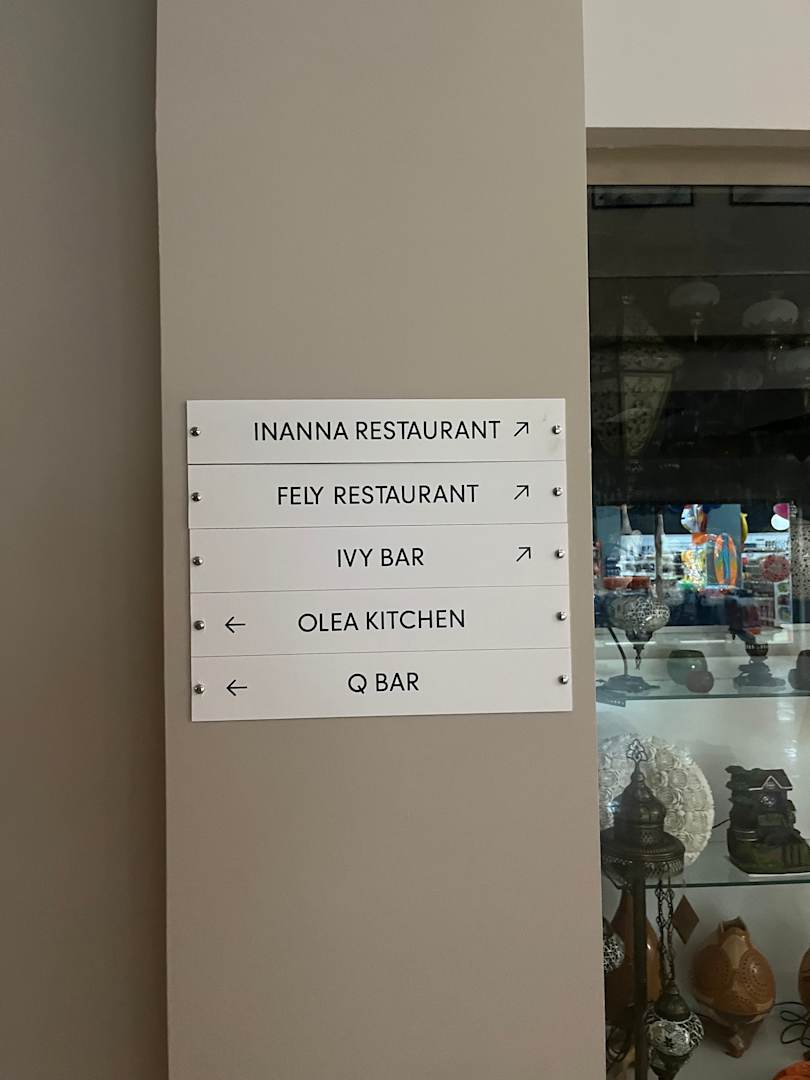 INANNA RESTAURANT ↗
FELY RESTAURANT ↗
IVY BAR ↗
← OLEA KITCHEN
← Q BAR